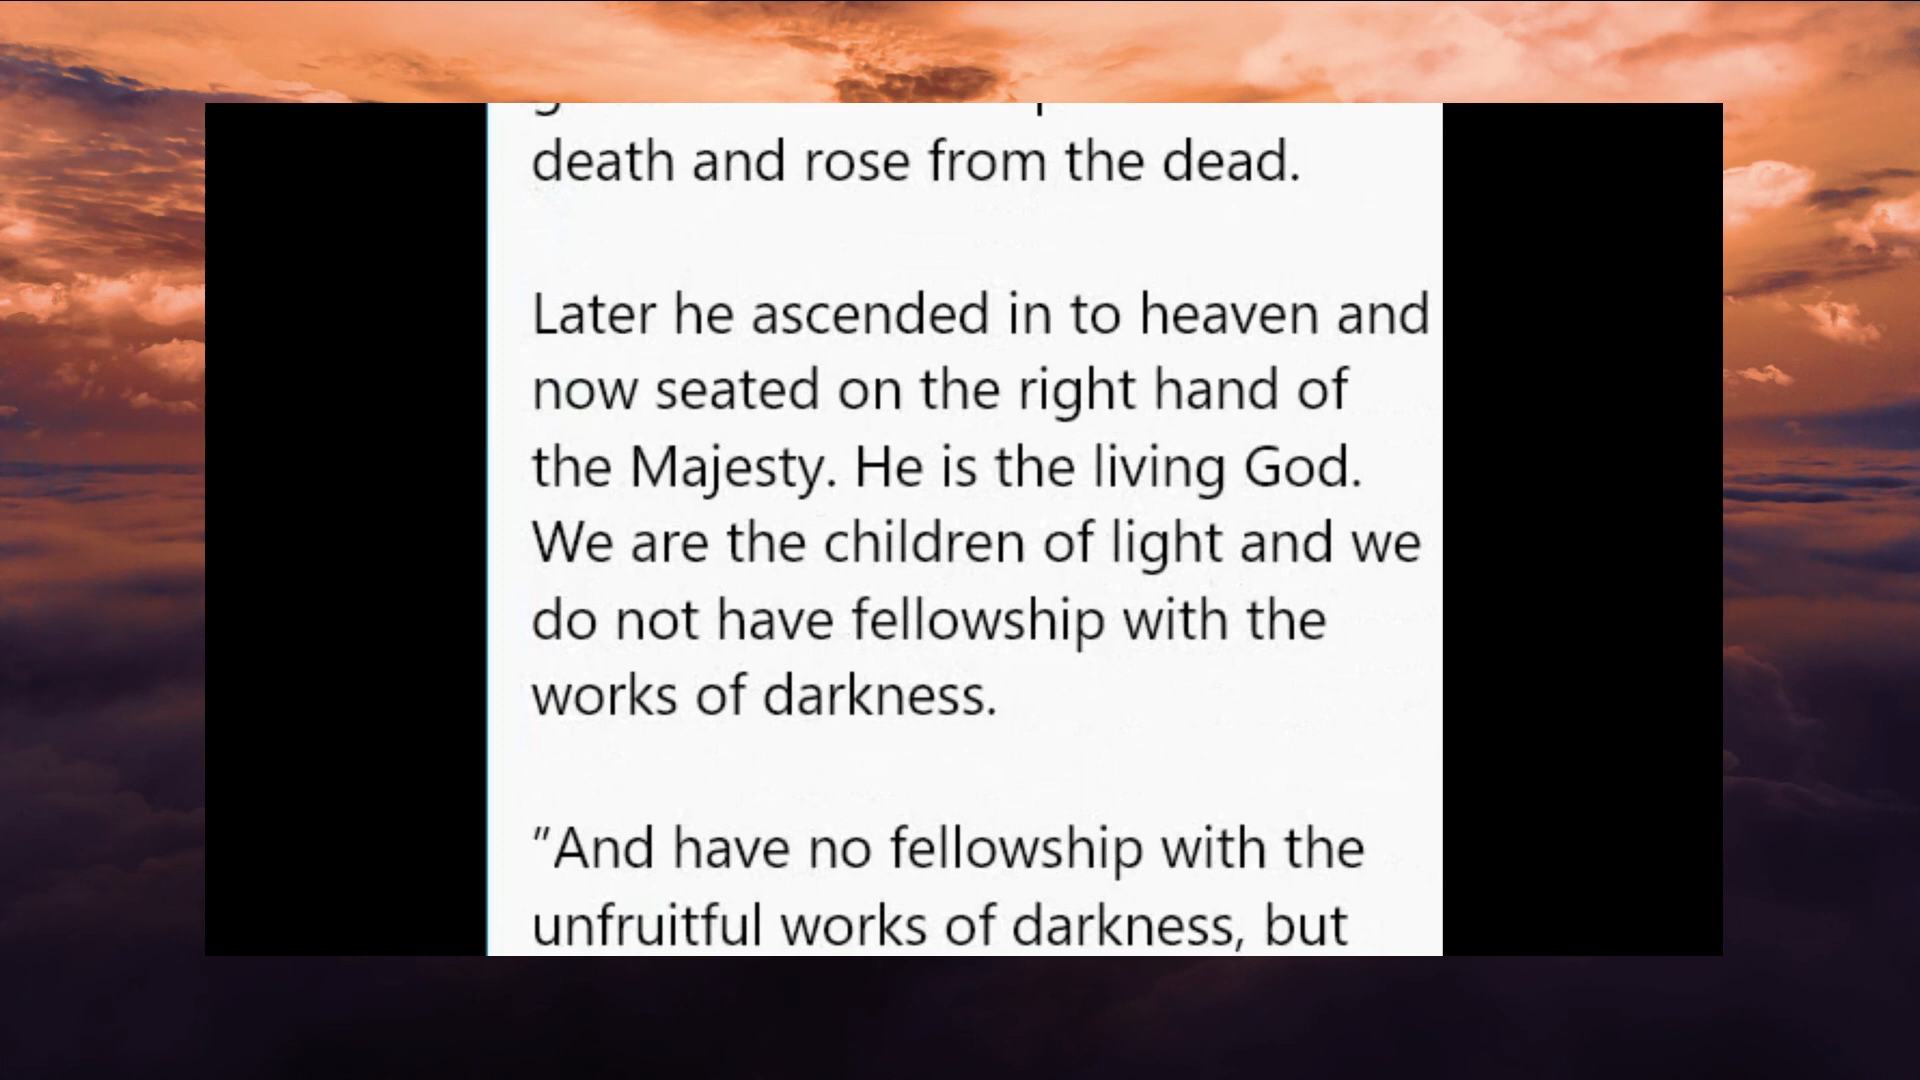 death and rose from the dead.
Later he ascended in to heaven and
now seated on the right hand of
the Majesty. He is the living God.
We are the children of light and we
do not have fellowship with the
works of darkness.
"And have no fellowship with the
unfruitful works of darkness, but